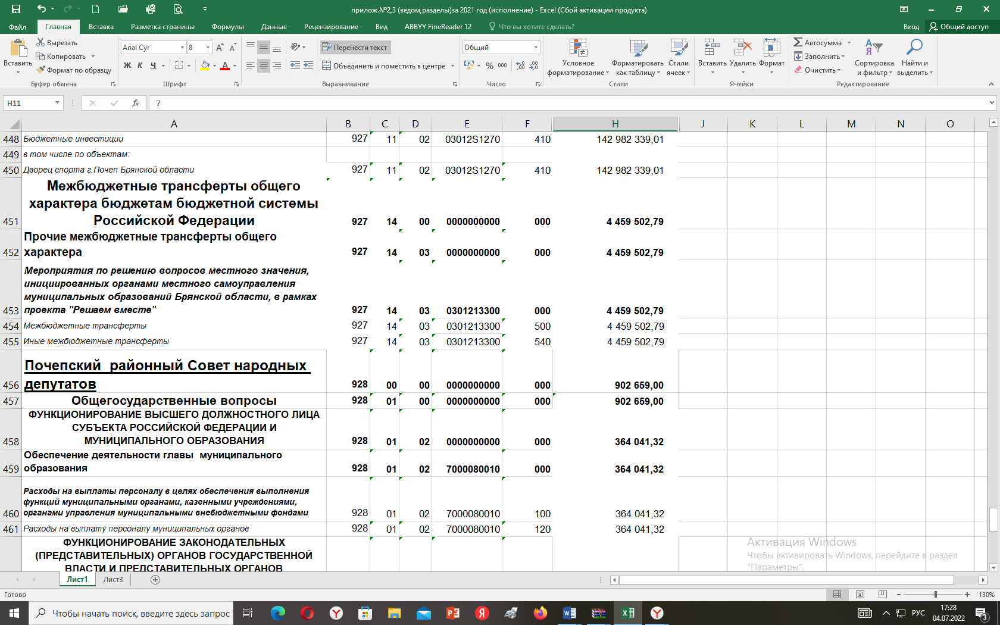 прилож.№2,3 (ведом,разделы)за 2021 год (исполнение) - Excel (Сбой активации продукта)
Файл Главная Вставка Разметка страницы Формулы Данные Рецензирование Вид ABBYY FineReader 12 Что вы хотите сделать? Вход Общий доступ
Вставить Вырезать Копировать Формат по образцу
Arial Cyr 8 Ж К Ч
Перенести текст
Объединить и поместить в центре
Общий % 000
Условное форматирование Форматировать как таблицу Стили ячеек
Вставить Удалить Формат
Автосумма Заполнить Очистить
Сортировка и фильтр Найти и выделить
Буфер обмена Шрифт Выравнивание Число Стили Ячейки Редактирование
H11 fx 7
A B C D E F H J K L M N O
448 Бюджетные инвестиции 927 11 02 03012S1270 410 142 982 339,01
449 в том числе по объектам:
450 Дворец спорта г.Почеп Брянской области 927 11 02 03012S1270 410 142 982 339,01
Межбюджетные трансферты общего
характера бюджетам бюджетной системы
451 Российской Федерации 927 14 00 0000000000 000 4 459 502,79
Прочие межбюджетные трансферты общего
452 характера 927 14 03 0000000000 000 4 459 502,79
Мероприятия по решению вопросов местного значения,
инициированных органами местного самоуправления
муниципальных образований Брянской области, в рамках
453 проекта "Решаем вместе" 927 14 03 0301213300 000 4 459 502,79
454 Межбюджетные трансферты 927 14 03 0301213300 500 4 459 502,79
455 Иные межбюджетные трансферты 927 14 03 0301213300 540 4 459 502,79
Почепский районный Совет народных
456 депутатов 928 00 00 0000000000 000 902 659,00
457 Общегосударственные вопросы 928 01 00 0000000000 000 902 659,00
ФУНКЦИОНИРОВАНИЕ ВЫСШЕГО ДОЛЖНОСТНОГО ЛИЦА
СУБЪЕКТА РОССИЙСКОЙ ФЕДЕРАЦИИ И
458 МУНИЦИПАЛЬНОГО ОБРАЗОВАНИЯ 928 01 02 0000000000 000 364 041,32
Обеспечение деятельности главы муниципального
459 образования 928 01 02 7000080010 000 364 041,32
Расходы на выплаты персоналу в целях обеспечения выполнения
функций муниципальными органами, казенными учреждениями,
460 органами управления муниципальными внебюджетными фондами 928 01 02 7000080010 100 364 041,32
461 Расходы на выплату персоналу муниципальных органов 928 01 02 7000080010 120 364 041,32
ФУНКЦИОНИРОВАНИЕ ЗАКОНОДАТЕЛЬНЫХ
(ПРЕДСТАВИТЕЛЬНЫХ) ОРГАНОВ ГОСУДАРСТВЕННОЙ
ВЛАСТИ И ПРЕДСТАВИТЕЛЬНЫХ ОРГАНОВ
Активация Windows
Чтобы активировать Windows, перейдите в раздел
"Параметры".
Лист1 Лист3
Готово 130%
Чтобы начать поиск, введите здесь запрос
РУС 17:28
04.07.2022 3